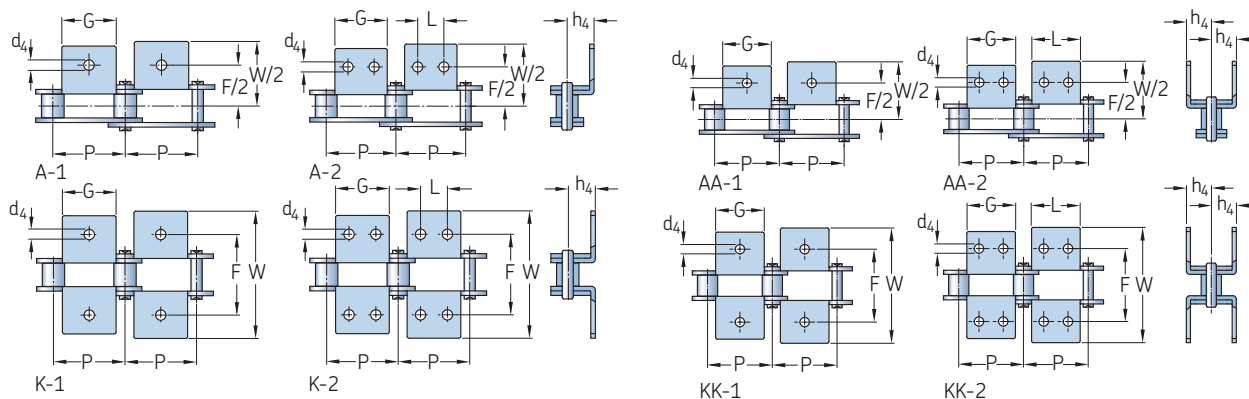 G
d4
W/2
F/2
P P
A-1
G L
d4
W/2
F/2
P P
A-2
h4
G
d4
W/2
F/2
P P
AA-1
G L
d4
W/2
F/2
P P
AA-2
h4
h4
G
d4
F W
P P
K-1
G L
d4
F W
P P
K-2
h4
G
d4
F W
P P
KK-1
G L
d4
F W
P P
KK-2
h4
h4